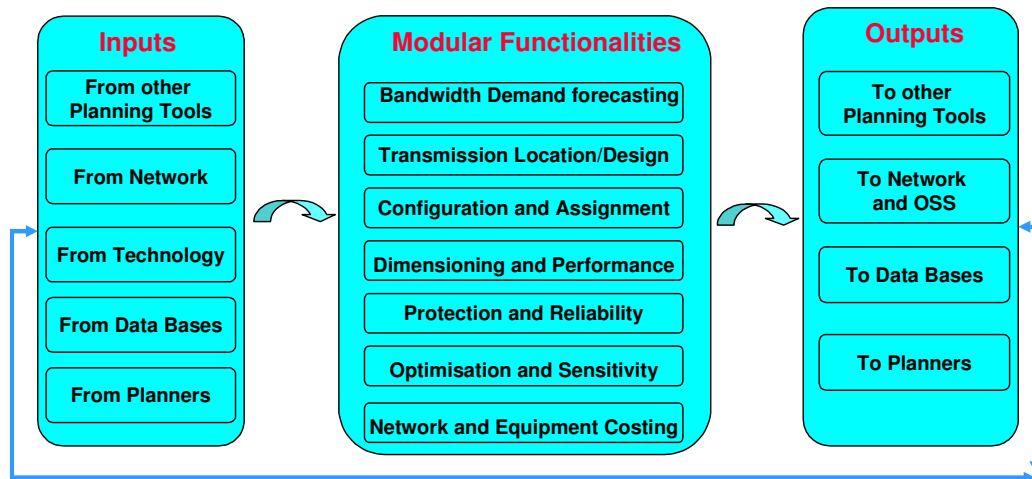 Inputs
From other
Planning Tools
From Network
From Technology
From Data Bases
From Planners
Modular Functionalities
Bandwidth Demand forecasting
Transmission Location/Design
Configuration and Assignment
Dimensioning and Performance
Protection and Reliability
Optimisation and Sensitivity
Network and Equipment Costing
Outputs
To other
Planning Tools
To Network
and OSS
To Data Bases
To Planners